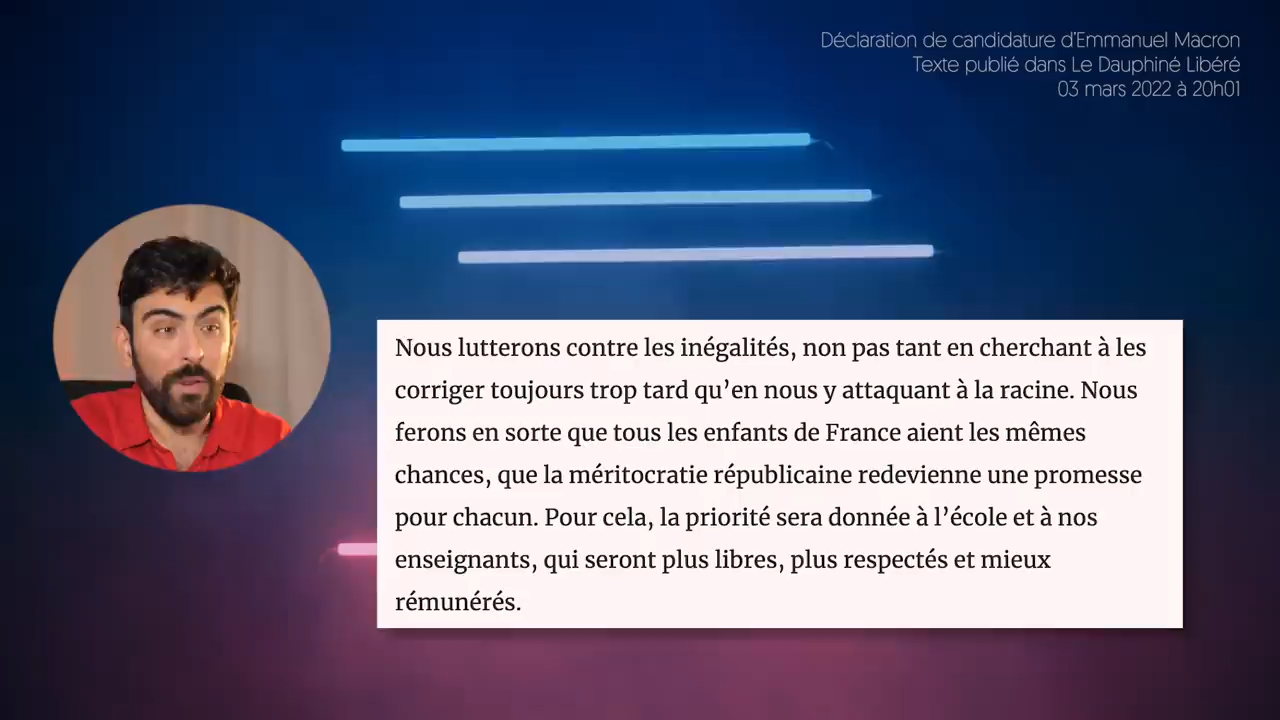 Déclaration de candidature d'Emmanuel Macron
Texte publié dans Le Dauphiné Libéré
03 mars 2022 à 20h01
Nous lutterons contre les inégalités, non pas tant en cherchant à les
corriger toujours trop tard qu’en nous y attaquant à la racine. Nous
ferons en sorte que tous les enfants de France aient les mêmes
chances, que la méritocratie républicaine redevienne une promesse
pour chacun. Pour cela, la priorité sera donnée à l’école et à nos
enseignants, qui seront plus libres, plus respectés et mieux
rémunérés.